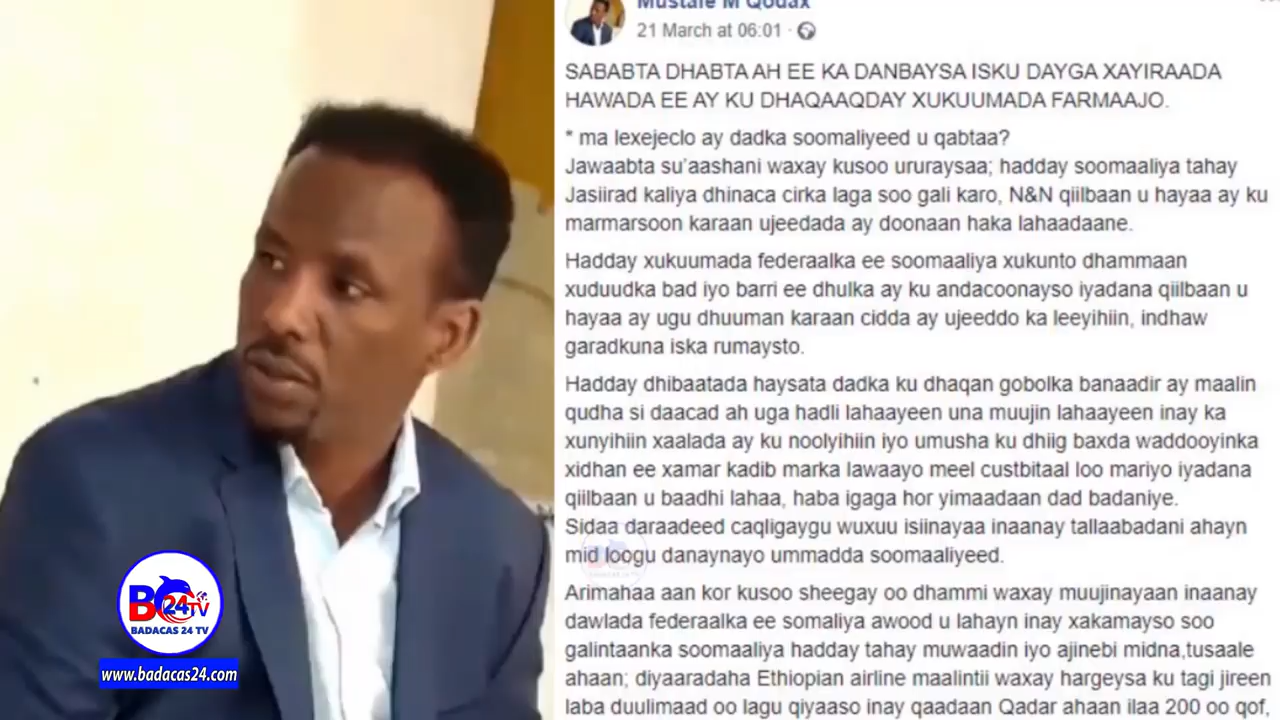 Mustafe M Qodax
21 March at 06:01 ·
SABABTA DHABTA AH EE KA DANBAYSA ISKU DAYGA XAYIRAADA
HAWADA EE AY KU DHAQAAQDAY XUKUUMADA FARMAAJO.
* ma lexejeclo ay dadka soomaliyeed u qabtaa?
Jawaabta su'aashani waxay kusoo ururaysaa; hadday soomaaliya tahay
Jasiirad kaliya dhinaca cirka laga soo gali karo, N&N qiilbaan u hayaa ay ku
marmarsoon karaan ujeedada ay doonaan haka lahaadaane.
Hadday xukuumada federaalka ee soomaaliya xukunto dhammaan
xuduudka bad iyo barri ee dhulka ay ku andacoonayso iyadana qiilbaan u
hayaa ay ugu dhuuman karaan cidda ay ujeeddo ka leeyihiin, indhaw
garadkuna iska rumaysto.
Hadday dhibaatada haysata dadka ku dhaqan gobolka banaadir ay maalin
qudha si daacad ah uga hadli lahaayeen una muujin lahaayeen inay ka
xunyihiin xaalada ay ku noolyihiin iyo umusha ku dhiig baxda waddooyinka
xidhan ee xamar kadib marka lawaayo meel custbitaal loo mariyo iyadana
qiilbaan u baadhi lahaa, haba igaga hor yimaadaan dad badaniye.
Sidaa daraadeed caqligaygu wuxuu isiinayaa inaanay tallaabadani ahayn
mid loogu danaynayo ummadda soomaaliyeed.
Arimahaa aan kor kusoo sheegay oo dhammi waxay muujinayaan inaanay
dawlada federaalka ee somaliya awood u lahayn inay xakamayso soo
galintaanka soomaaliya hadday tahay muwaadin iyo ajinebi midna,tusaale
ahaan; diyaaradaha Ethiopian airline maalintii waxay hargeysa ku tagi jireen
laba duulimaad oo lagu qiyaaso inay qaadaan Qadar ahaan ilaa 200 oo qof,
BC 24TV
BADACAS 24 TV
www.badacas24.com